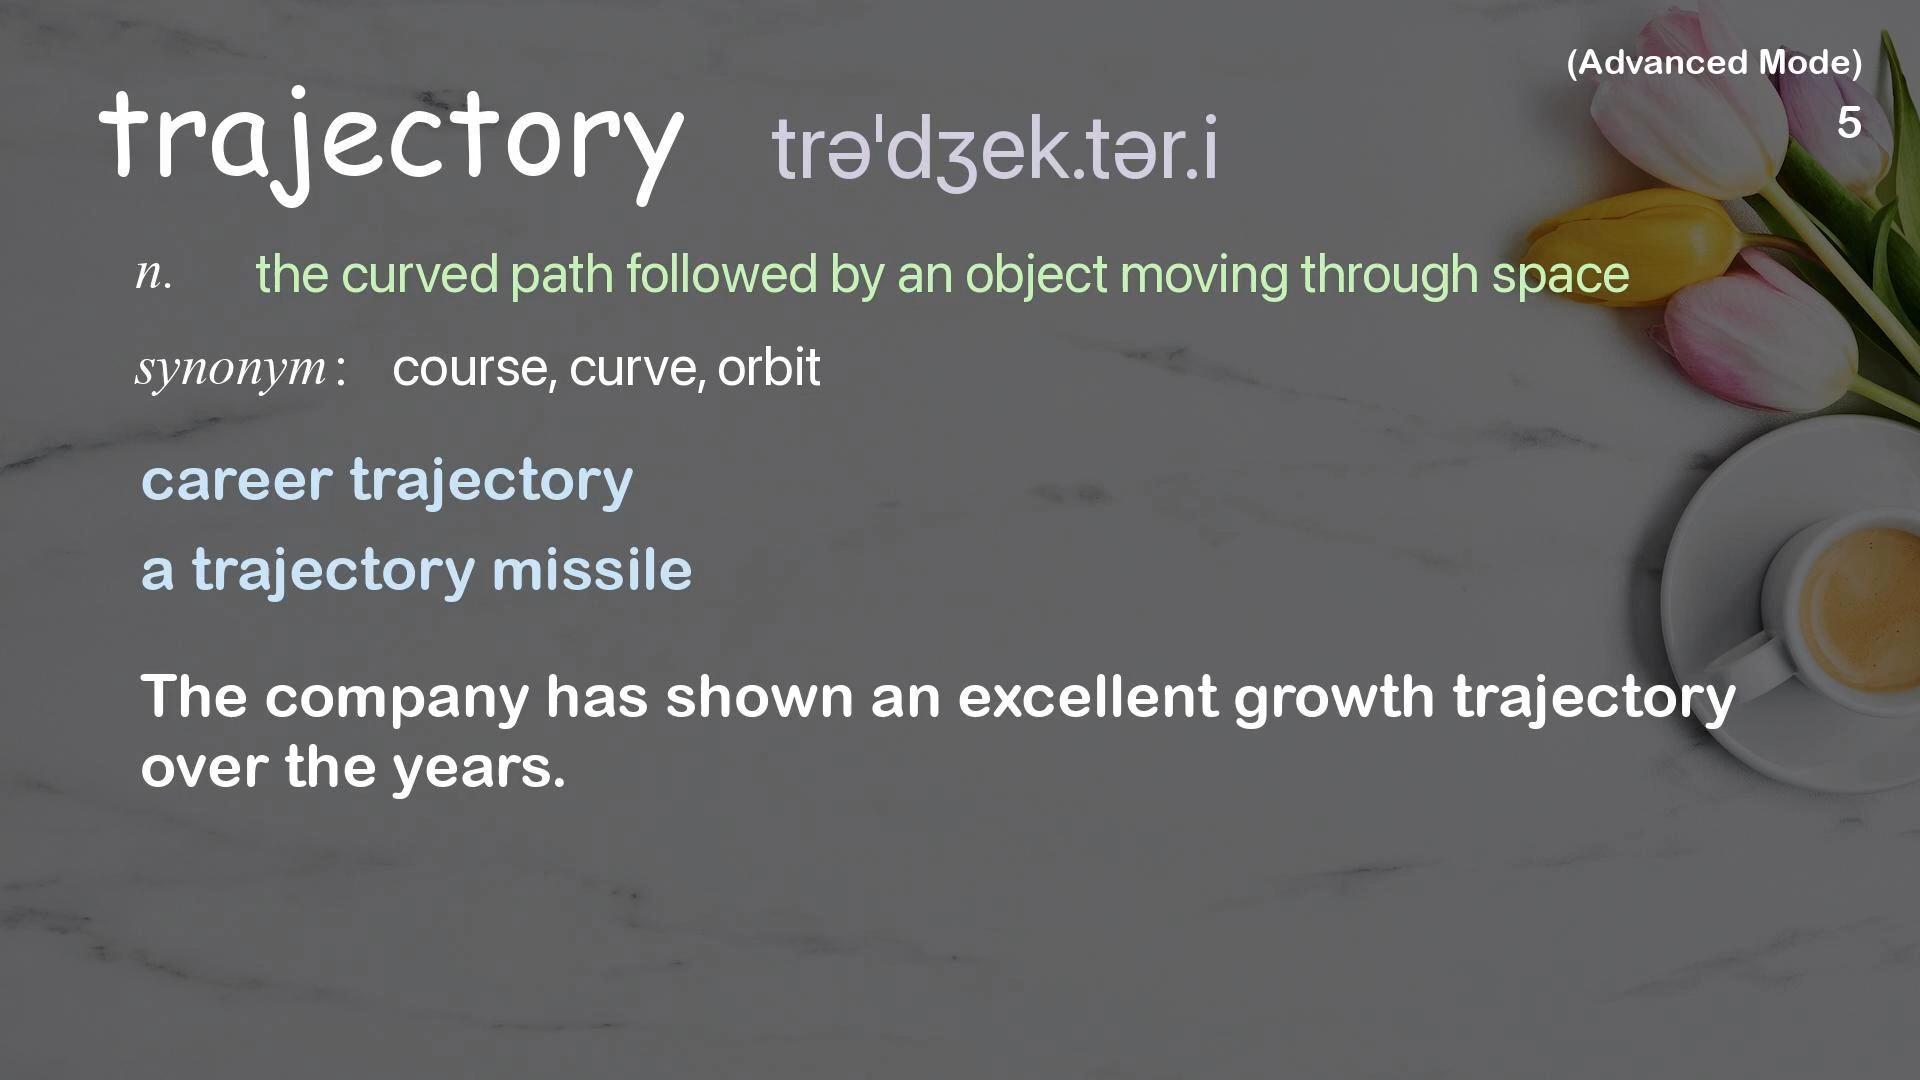 (Advanced Mode)
5
trajectory trəˈdʒek.tər.i
n. the curved path followed by an object moving through space
synonym : course, curve, orbit
career trajectory
a trajectory missile
The company has shown an excellent growth trajectory
over the years.